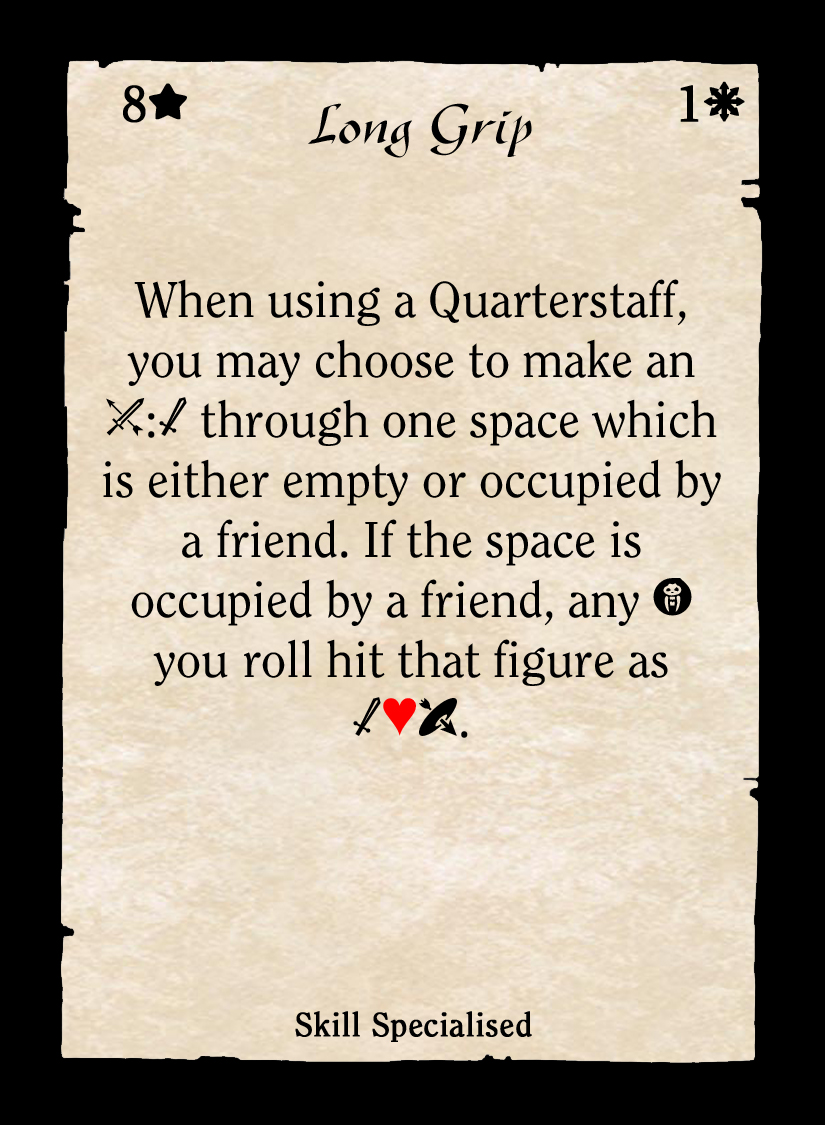 8★
Long Grip
1
When using a Quarterstaff,
you may choose to make an
: through one space which
is either empty or occupied by
a friend. If the space is
occupied by a friend, any
you roll hit that figure as
♥.
Skill Specialised